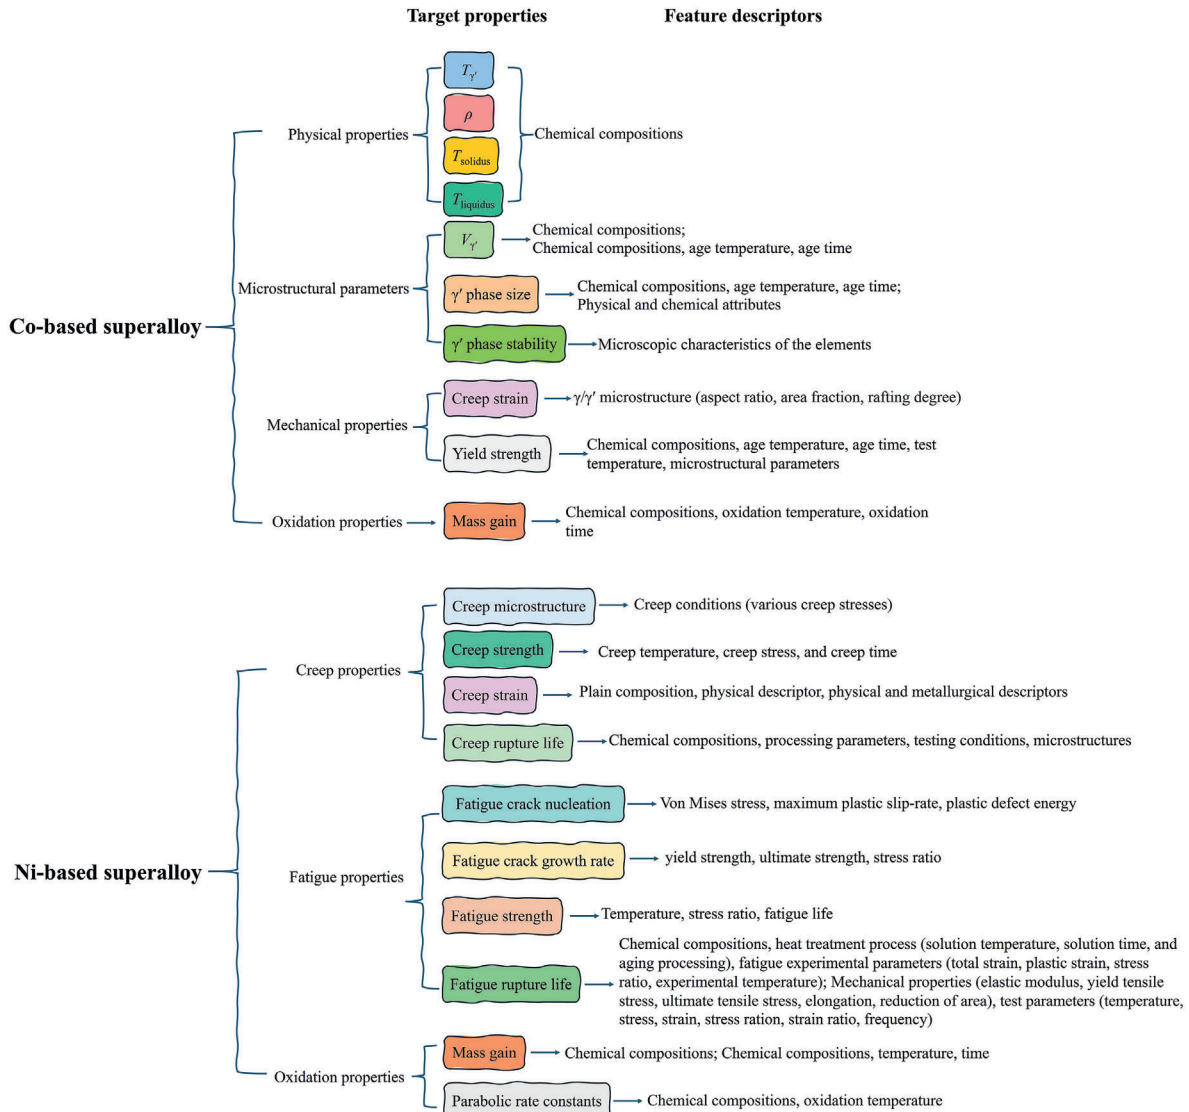 Target properties
Feature descriptors
Co-based superalloy
Physical properties
Tγ′
ρ
Tsolidus
Tliquidus
Chemical compositions
Microstructural parameters
Vγ′
Chemical compositions;
Chemical compositions, age temperature, age time
γ′ phase size
Chemical compositions, age temperature, age time;
Physical and chemical attributes
γ′ phase stability
Microscopic characteristics of the elements
Mechanical properties
Creep strain
γ/γ′ microstructure (aspect ratio, area fraction, rafting degree)
Yield strength
Chemical compositions, age temperature, age time, test
temperature, microstructural parameters
Oxidation properties
Mass gain
Chemical compositions, oxidation temperature, oxidation
time
Ni-based superalloy
Creep properties
Creep microstructure
Creep conditions (various creep stresses)
Creep strength
Creep temperature, creep stress, and creep time
Creep strain
Plain composition, physical descriptor, physical and metallurgical descriptors
Creep rupture life
Chemical compositions, processing parameters, testing conditions, microstructures
Fatigue properties
Fatigue crack nucleation
Von Mises stress, maximum plastic slip-rate, plastic defect energy
Fatigue crack growth rate
yield strength, ultimate strength, stress ratio
Fatigue strength
Temperature, stress ratio, fatigue life
Fatigue rupture life
Chemical compositions, heat treatment process (solution temperature, solution time, and
aging processing), fatigue experimental parameters (total strain, plastic strain, stress
ratio, experimental temperature); Mechanical properties (elastic modulus, yield tensile
stress, ultimate tensile stress, elongation, reduction of area), test parameters (temperature,
stress, strain, stress ration, strain ratio, frequency)
Oxidation properties
Mass gain
Chemical compositions; Chemical compositions, temperature, time
Parabolic rate constants
Chemical compositions, oxidation temperature